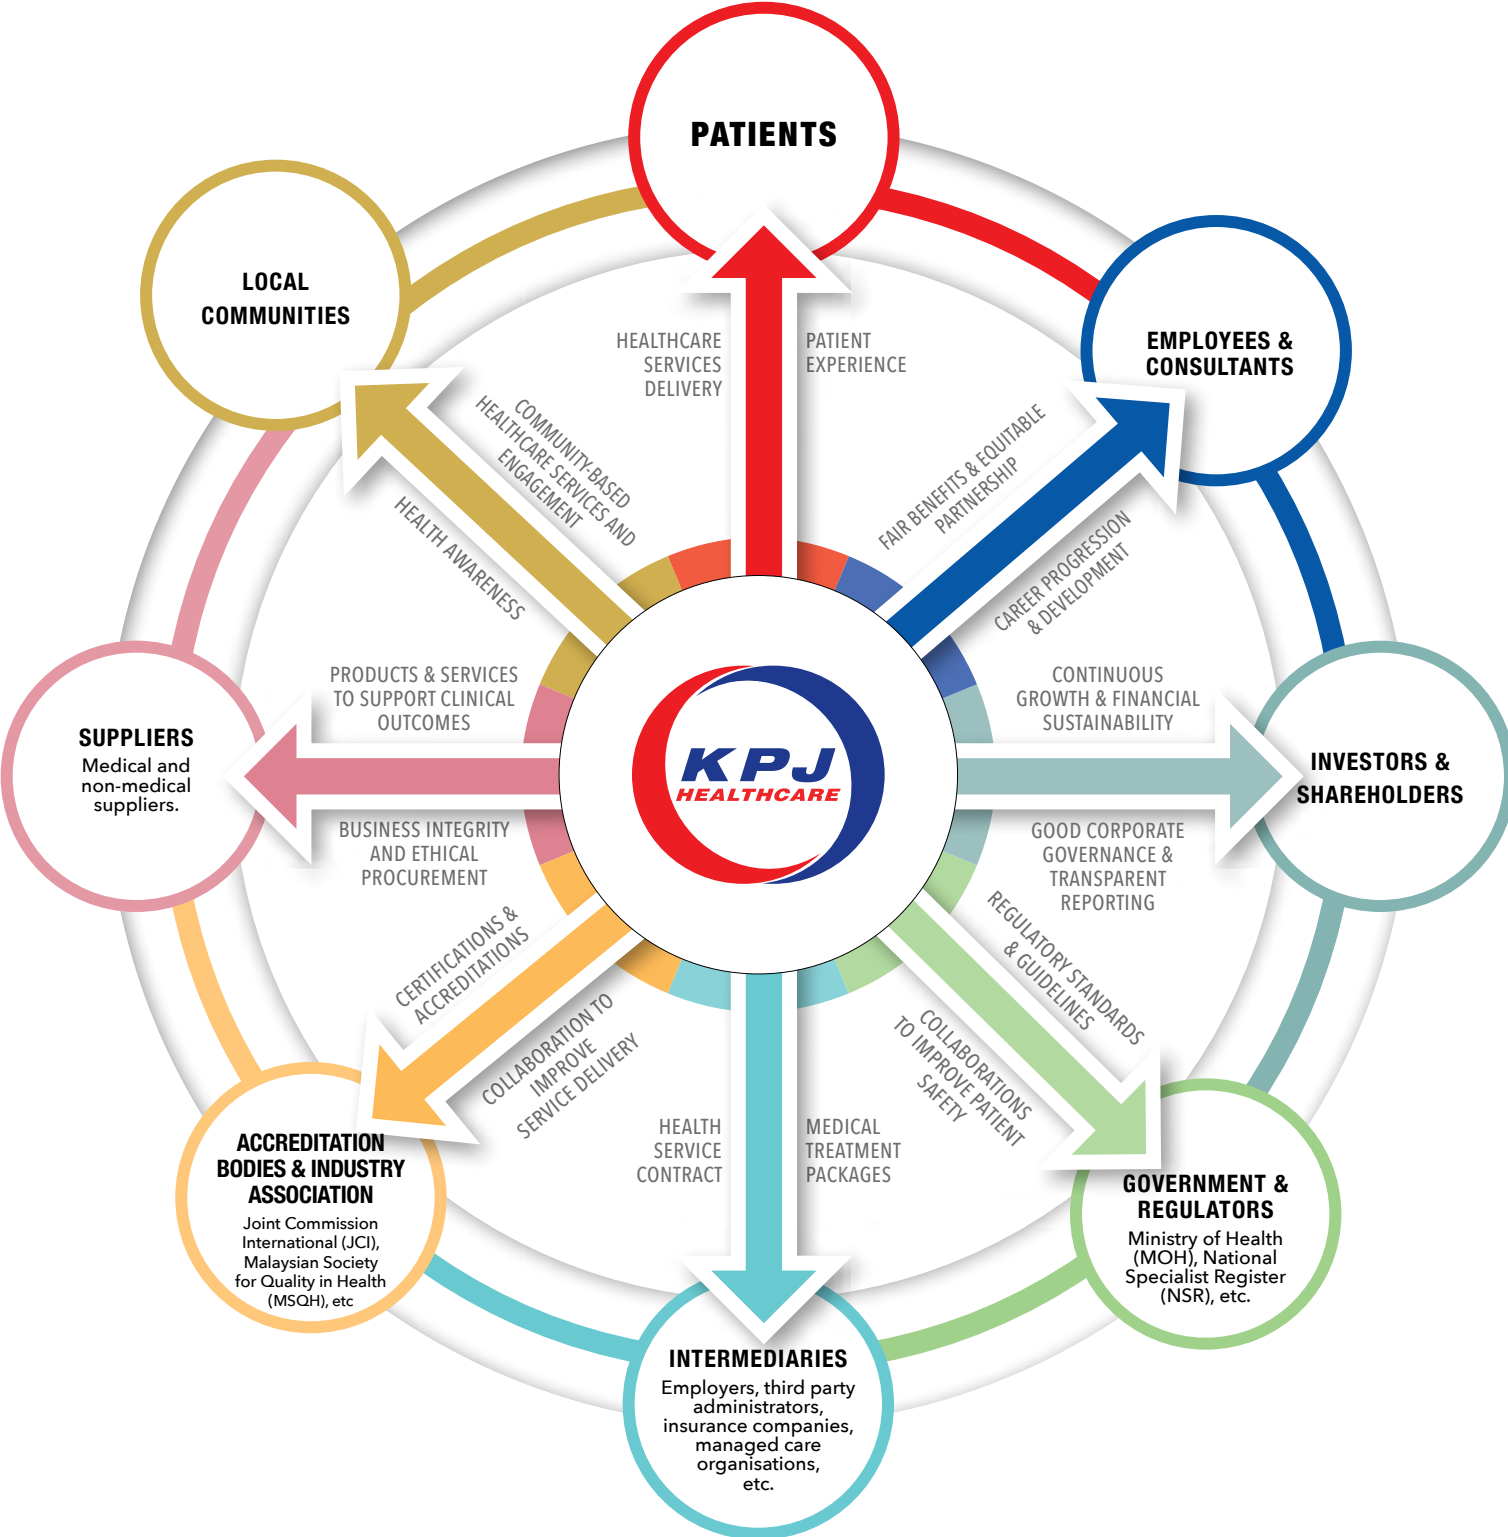 PATIENTS
HEALTHCARE
SERVICES
DELIVERY
PATIENT
EXPERIENCE
EMPLOYEES &
CONSULTANTS
FAIR BENEFITS & EQUITABLE
PARTNERSHIP
CAREER PROGRESSION
& DEVELOPMENT
INVESTORS &
SHAREHOLDERS
CONTINUOUS
GROWTH & FINANCIAL
SUSTAINABILITY
GOOD CORPORATE
GOVERNANCE &
TRANSPARENT
REPORTING
GOVERNMENT &
REGULATORS
Ministry of Health
(MOH), National
Specialist Register
(NSR), etc.
REGULATORY STANDARDS
& GUIDELINES
COLLABORATIONS
TO IMPROVE PATIENT
SAFETY
INTERMEDIARIES
Employers, third party
administrators,
insurance companies,
managed care
organisations,
etc.
MEDICAL
TREATMENT
PACKAGES
HEALTH
SERVICE
CONTRACT
ACCREDITATION
BODIES & INDUSTRY
ASSOCIATION
Joint Commission
International (JCI),
Malaysian Society
for Quality in Health
(MSQH), etc
COLLABORATION TO
IMPROVE
SERVICE DELIVERY
CERTIFICATIONS &
ACCREDITATIONS
SUPPLIERS
Medical and
non-medical
suppliers.
BUSINESS INTEGRITY
AND ETHICAL
PROCUREMENT
PRODUCTS & SERVICES
TO SUPPORT CLINICAL
OUTCOMES
LOCAL
COMMUNITIES
HEALTH AWARENESS
COMMUNITY-BASED
HEALTHCARE SERVICES AND
ENGAGEMENT
KPJ
HEALTHCARE